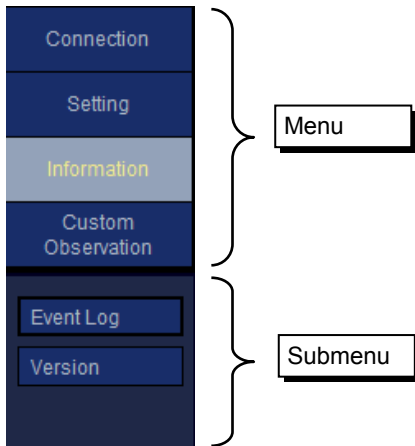 Connection
Setting
Information
Custom
Observation
Menu
Event Log
Version
Submenu